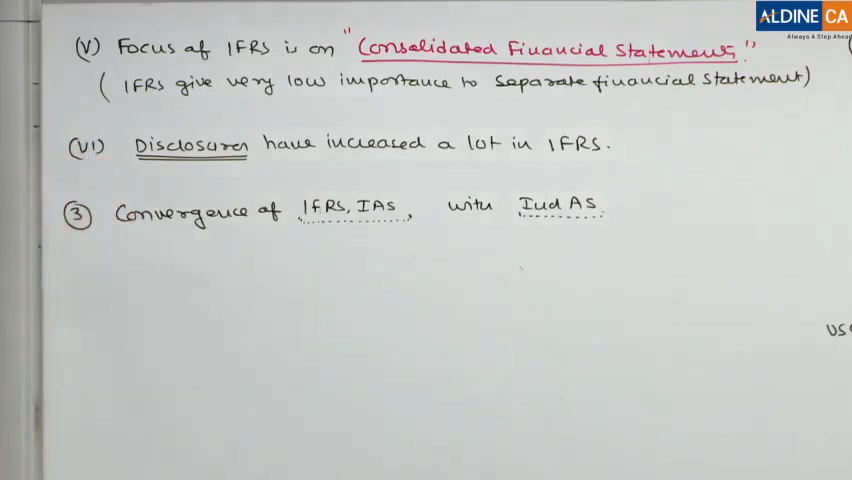 ALDINE CA
Always A Step Ahead
(V) Focus of IFRS is on "Consolidated Financial Statements."
( IFRS give very low importance to separate financial statement)
(VI) Disclosures have increased a lot in IFRS.
③ Convergence of IFRS, IAS, with Ind AS.